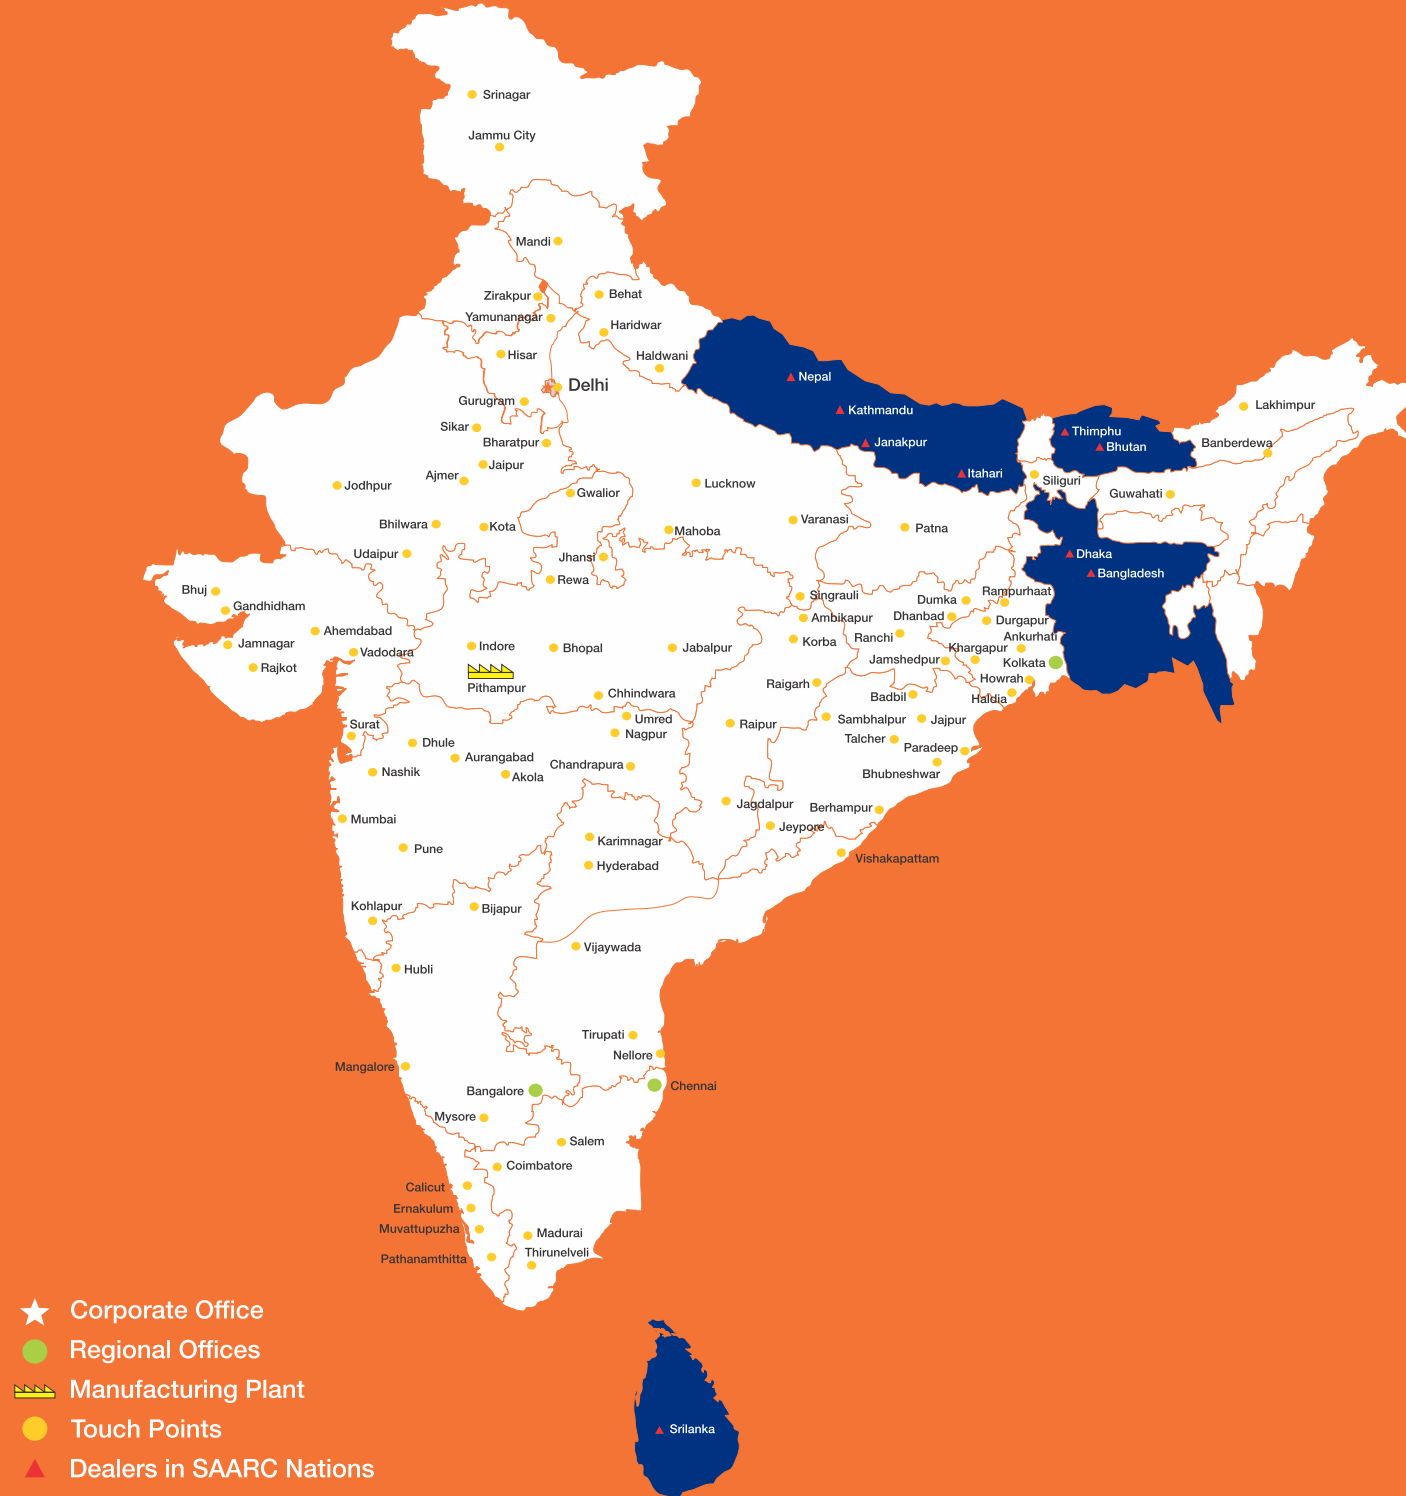 Srinagar
Jammu City
Mandi
Zirakpur
Behat
Yamunanagar
Haridwar
Hisar
Haldwani
Delhi
Nepal
Gurugram
Kathmandu
Lakhimpur
Sikar
Thimphu
Bharatpur
Janakpur
Banberdewa
Bhutan
Jaipur
Ajmer
Itahari
Siliguri
Jodhpur
Lucknow
Gwalior
Guwahati
Bhilwara
Kota
Varanasi
Mahoba
Patna
Udaipur
Jhansi
Dhaka
Rewa
Bangladesh
Bhuj
Singrauli
Rampurhaat
Dumka
Gandhidham
Ambikapur
Dhanbad
Durgapur
Ahemdabad
Ranchi
Ankurhati
Jamnagar
Korba
Indore
Bhopal
Jabalpur
Khargapur
Vadodara
Jamshedpur
Kolkata
Rajkot
Howrah
Pithampur
Raigarh
Chhindwara
Badbil
Haldia
Surat
Umred
Raipur
Sambhalpur
Jajpur
Nagpur
Dhule
Talcher
Paradeep
Aurangabad
Chandrapura
Nashik
Akola
Bhubneshwar
Jagdalpur
Berhampur
Mumbai
Jeypore
Karimnagar
Pune
Vishakapattam
Hyderabad
Kohlapur
Bijapur
Vijaywada
Hubli
Tirupati
Nellore
Mangalore
Chennai
Bangalore
Mysore
Salem
Coimbatore
Calicut
Ernakulum
Muvattupuzha
Madurai
Thirunelveli
Pathanamthitta
Corporate Office
Regional Offices
Manufacturing Plant
Touch Points
Srilanka
Dealers in SAARC Nations